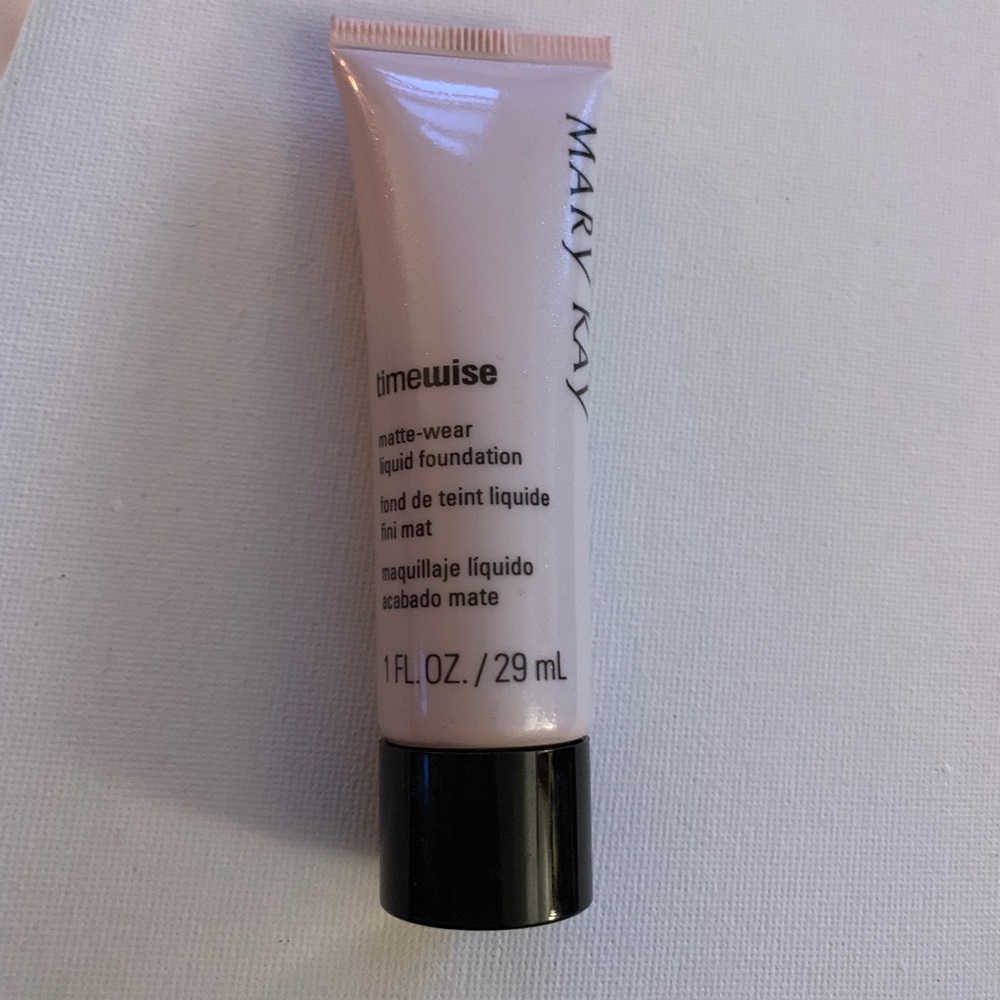 MARY KAY
timewise
matte-wear
liquid foundation
fond de teint liquide
fini mat
maquillaje líquido
acabado mate
1 FL. OZ. / 29 mL